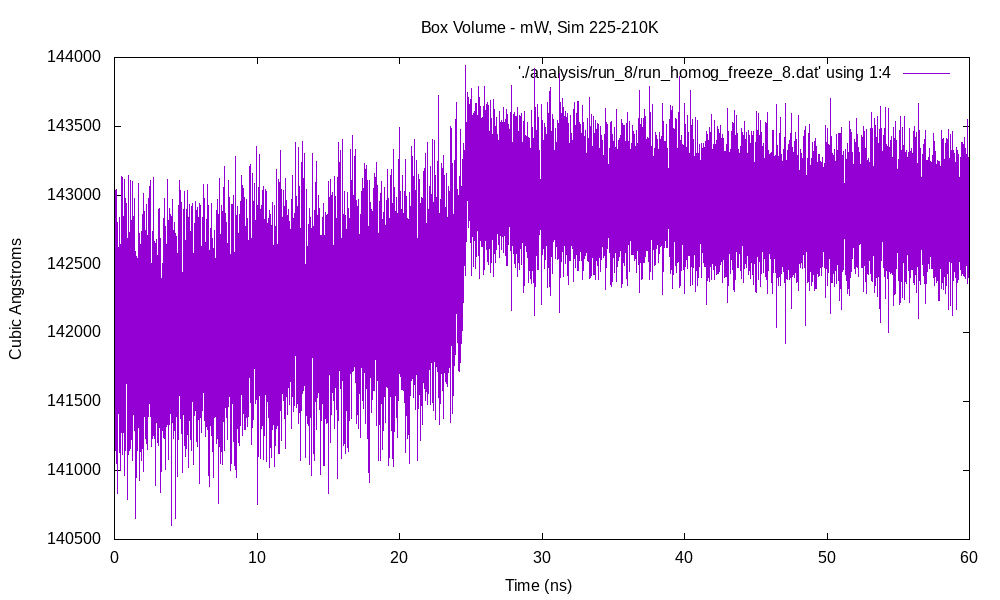 Box Volume - mW, Sim 225-210K
'./analysis/run_8/run_homog_freeze_8.dat' using 1:4
144000
143500
143000
142500
142000
141500
141000
140500
Cubic Angstroms
0 10 20 30 40 50 60
Time (ns)